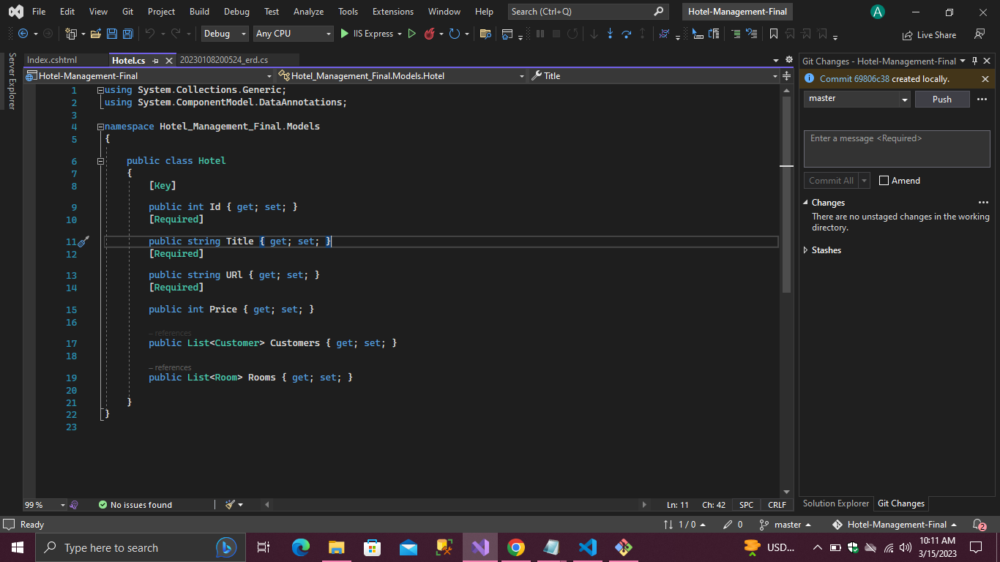 File Edit View Git Project Build Debug Test Analyze Tools Extensions Window Help Search (Ctrl+Q) Hotel-Management-Final A
Debug Any CPU IIS Express Live Share
Server Explorer
Index.cshtml Hotel.cs 20230108200524_erd.cs
Hotel-Management-Final Hotel_Management_Final.Models.Hotel Title
1 using System.Collections.Generic;
2 using System.ComponentModel.DataAnnotations;
3
4 namespace Hotel_Management_Final.Models
5 {
6 public class Hotel
7 {
8 [Key]
9 public int Id { get; set; }
10 [Required]
11 public string Title { get; set; }
12 [Required]
13 public string URl { get; set; }
14 [Required]
15 public int Price { get; set; }
16
– references
17 public List<Customer> Customers { get; set; }
18
– references
19 public List<Room> Rooms { get; set; }
20
21 }
22 }
23
99 % No issues found Ln: 11 Ch: 42 SPC CRLF
Git Changes - Hotel-Management-Final
Commit 69806c38 created locally.
master Push
Enter a message <Required>
Commit All Amend
Changes
There are no unstaged changes in the working
directory.
Stashes
Solution Explorer Git Changes
Ready 1 / 0 0 master Hotel-Management-Final 2
Type here to search USD... 10:11 AM
3/15/2023